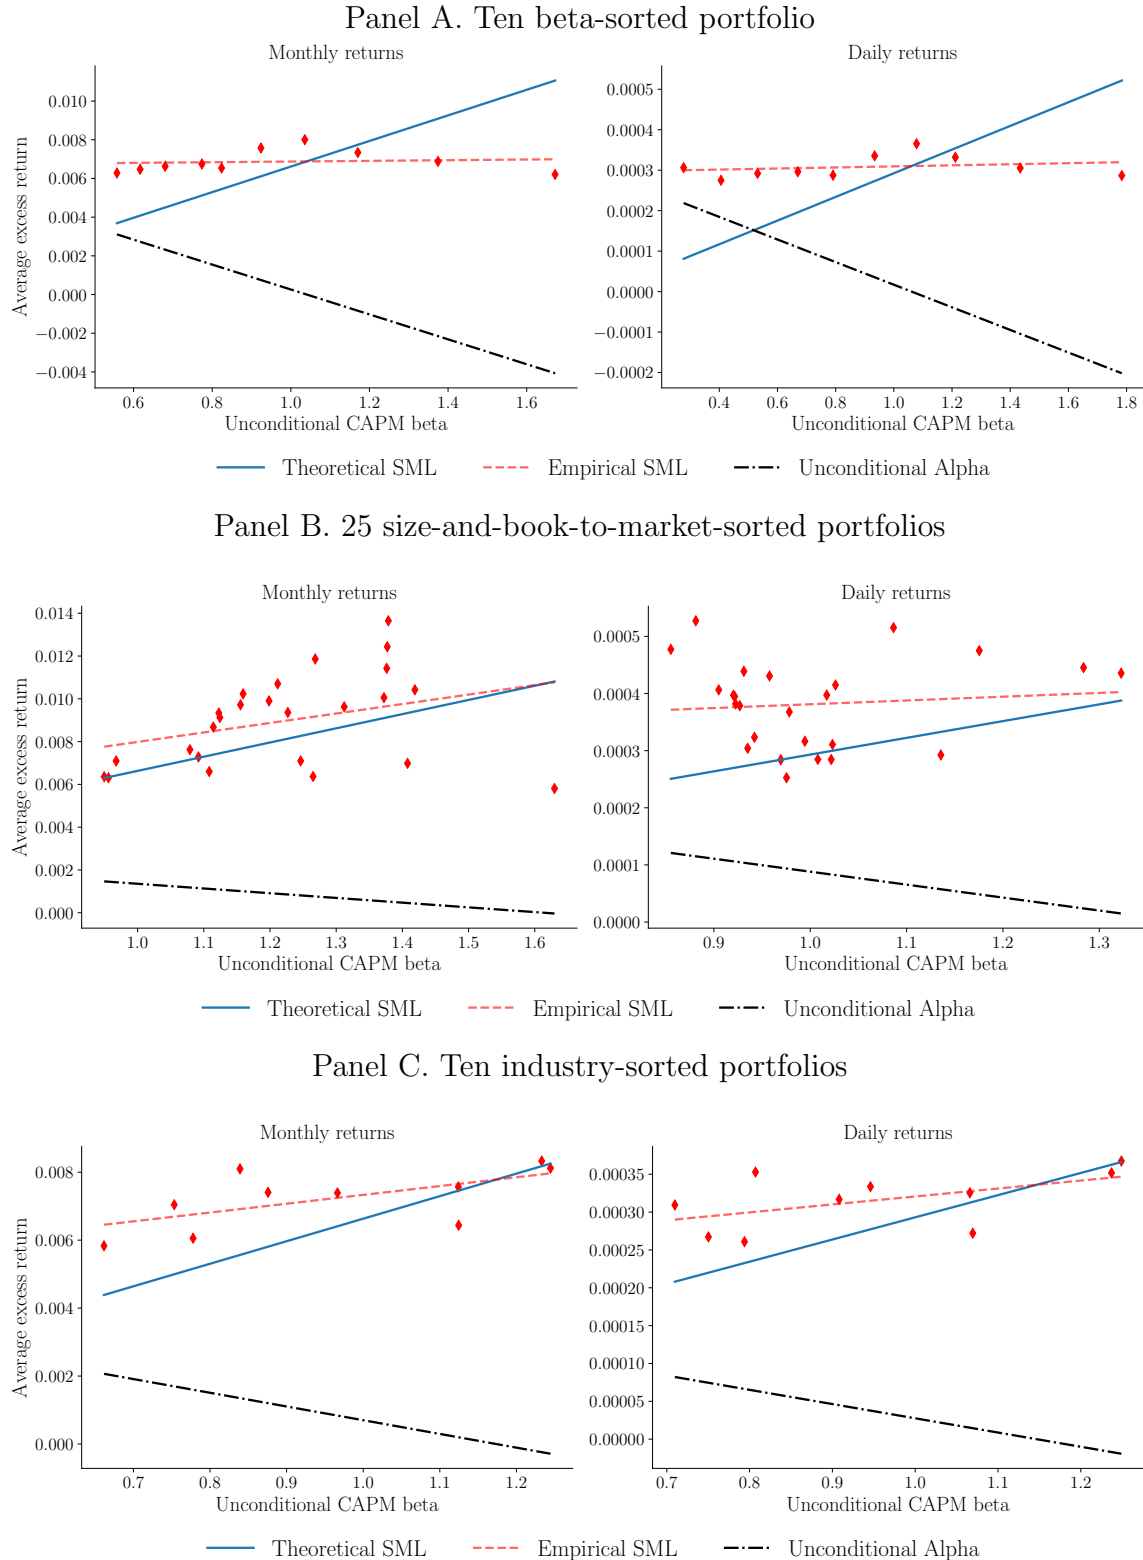 Panel A. Ten beta-sorted portfolio
Monthly returns
Daily returns
Average excess return
0.010
0.008
0.006
0.004
0.002
0.000
−0.002
−0.004
0.6 0.8 1.0 1.2 1.4 1.6
Unconditional CAPM beta
0.0005
0.0004
0.0003
0.0002
0.0001
0.0000
−0.0001
−0.0002
0.4 0.6 0.8 1.0 1.2 1.4 1.6 1.8
Unconditional CAPM beta
Theoretical SML Empirical SML Unconditional Alpha
Panel B. 25 size-and-book-to-market-sorted portfolios
Monthly returns
Daily returns
Average excess return
0.014
0.012
0.010
0.008
0.006
0.004
0.002
0.000
1.0 1.1 1.2 1.3 1.4 1.5 1.6
Unconditional CAPM beta
0.0005
0.0004
0.0003
0.0002
0.0001
0.0000
0.9 1.0 1.1 1.2 1.3
Unconditional CAPM beta
Theoretical SML Empirical SML Unconditional Alpha
Panel C. Ten industry-sorted portfolios
Monthly returns
Daily returns
Average excess return
0.008
0.006
0.004
0.002
0.000
0.7 0.8 0.9 1.0 1.1 1.2
Unconditional CAPM beta
0.00035
0.00030
0.00025
0.00020
0.00015
0.00010
0.00005
0.00000
0.7 0.8 0.9 1.0 1.1 1.2
Unconditional CAPM beta
Theoretical SML Empirical SML Unconditional Alpha